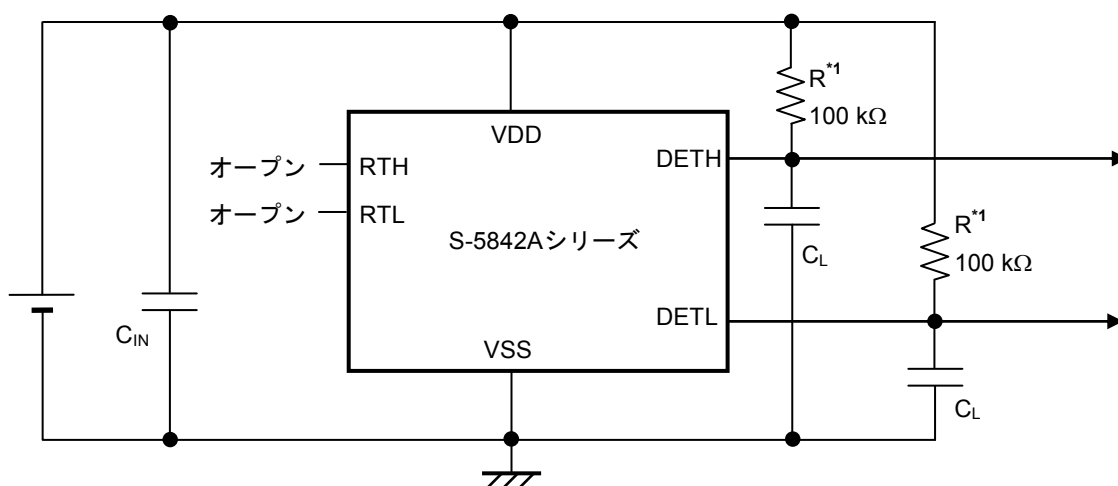 R*1
100 kΩ
VDD
オープン
RTH
DETH
オープン
RTL
S-5842Aシリーズ
CL
R*1
100 kΩ
CIN
DETL
VSS
CL